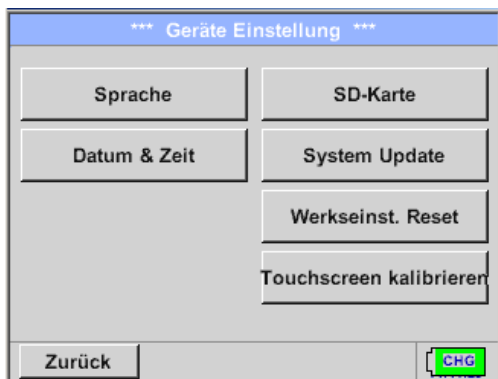 *** Geräte Einstellung ***
Sprache
SD-Karte
Datum & Zeit
System Update
Werkseinst. Reset
Touchscreen kalibrieren
Zurück
CHG